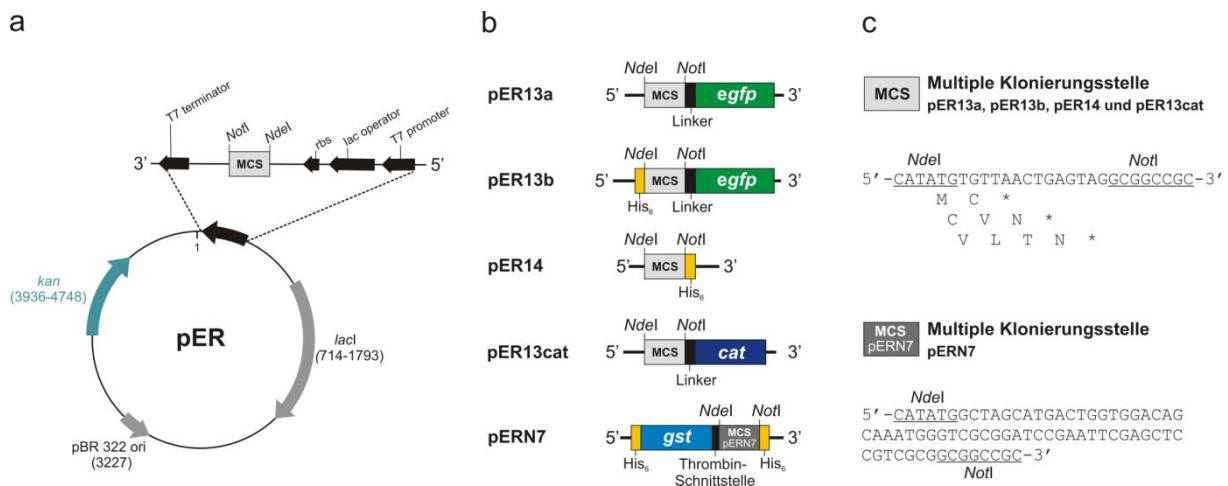 a
T7 terminator
NotI
NdeI
rbs
lac operator
T7 promoter
3'
MCS
5'
1
kan
(3936-4748)
pER
lacI
(714-1793)
pBR 322 ori
(3227)
b
NdeI NotI
pER13a 5' MCS egfp 3'
Linker
pER13b 5' MCS egfp 3'
His6 Linker
NdeI NotI
pER14 5' MCS 3'
His6
NdeI NotI
pER13cat 5' MCS cat 3'
Linker
NdeI NotI
pERN7 5' gst MCS pERN7 3'
His6 Thrombin- His6
Schnittstelle
c
MCS Multiple Klonierungsstelle
pER13a, pER13b, pER14 und pER13cat
NdeI NotI
5'-CATATGTGTTAACTGAGTAGGCGGCCGC-3'
M C *
C V N *
V L T N *
MCS pERN7 Multiple Klonierungsstelle
pERN7
NdeI
5'-CATATGGCTAGCATGACTGGTGGACAG
CAAATGGGTCGCGGATCCGAATTCGAGCTC
CGTCGCGGCGGCCGC-3'
NotI